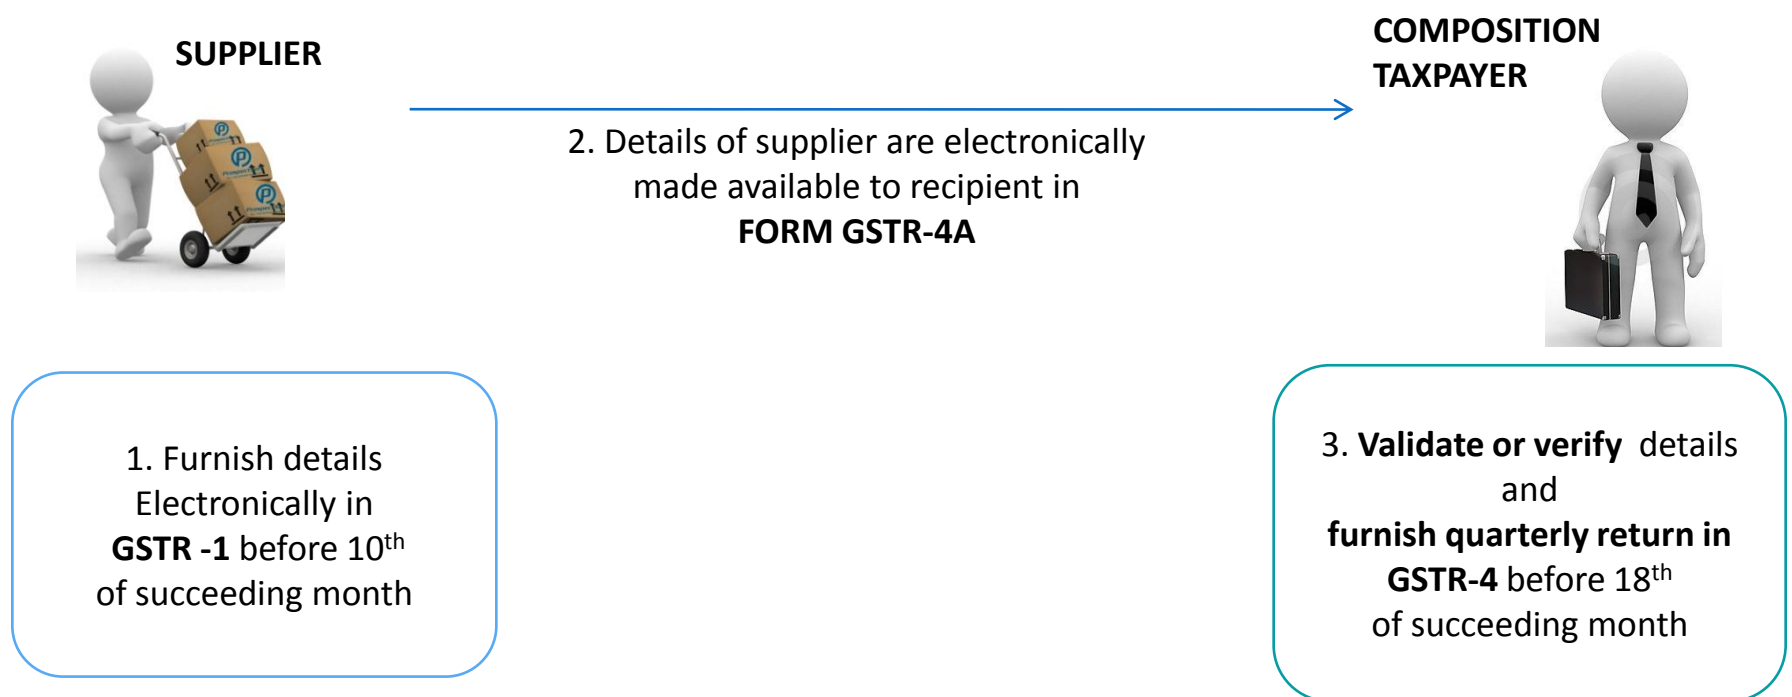 SUPPLIER
COMPOSITION
TAXPAYER
2. Details of supplier are electronically
made available to recipient in
FORM GSTR-4A
1. Furnish details
Electronically in
GSTR -1 before 10th
of succeeding month
3. Validate or verify details
and
furnish quarterly return in
GSTR-4 before 18th
of succeeding month